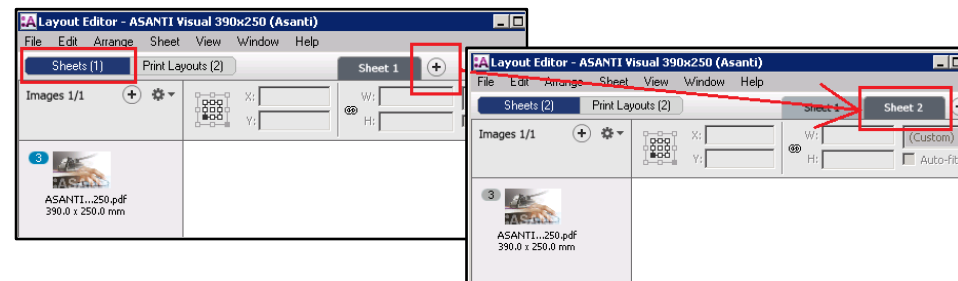 Layout Editor - ASANTI Visual 390x250 (Asanti)
File Edit Arrange Sheet View Window Help
Sheets (1) Print Layouts (2) Sheet 1
Images 1/1 X: W:
Y: H:
3
ASANTI...250.pdf
390.0 x 250.0 mm
Layout Editor - ASANTI Visual 390x250 (Asanti)
File Edit Arrange Sheet View Window Help
Sheets (2) Print Layouts (2) Sheet 1 Sheet 2
Images 1/1 X: W: (Custom)
Y: H: Auto-fit
3
ASANTI...250.pdf
390.0 x 250.0 mm